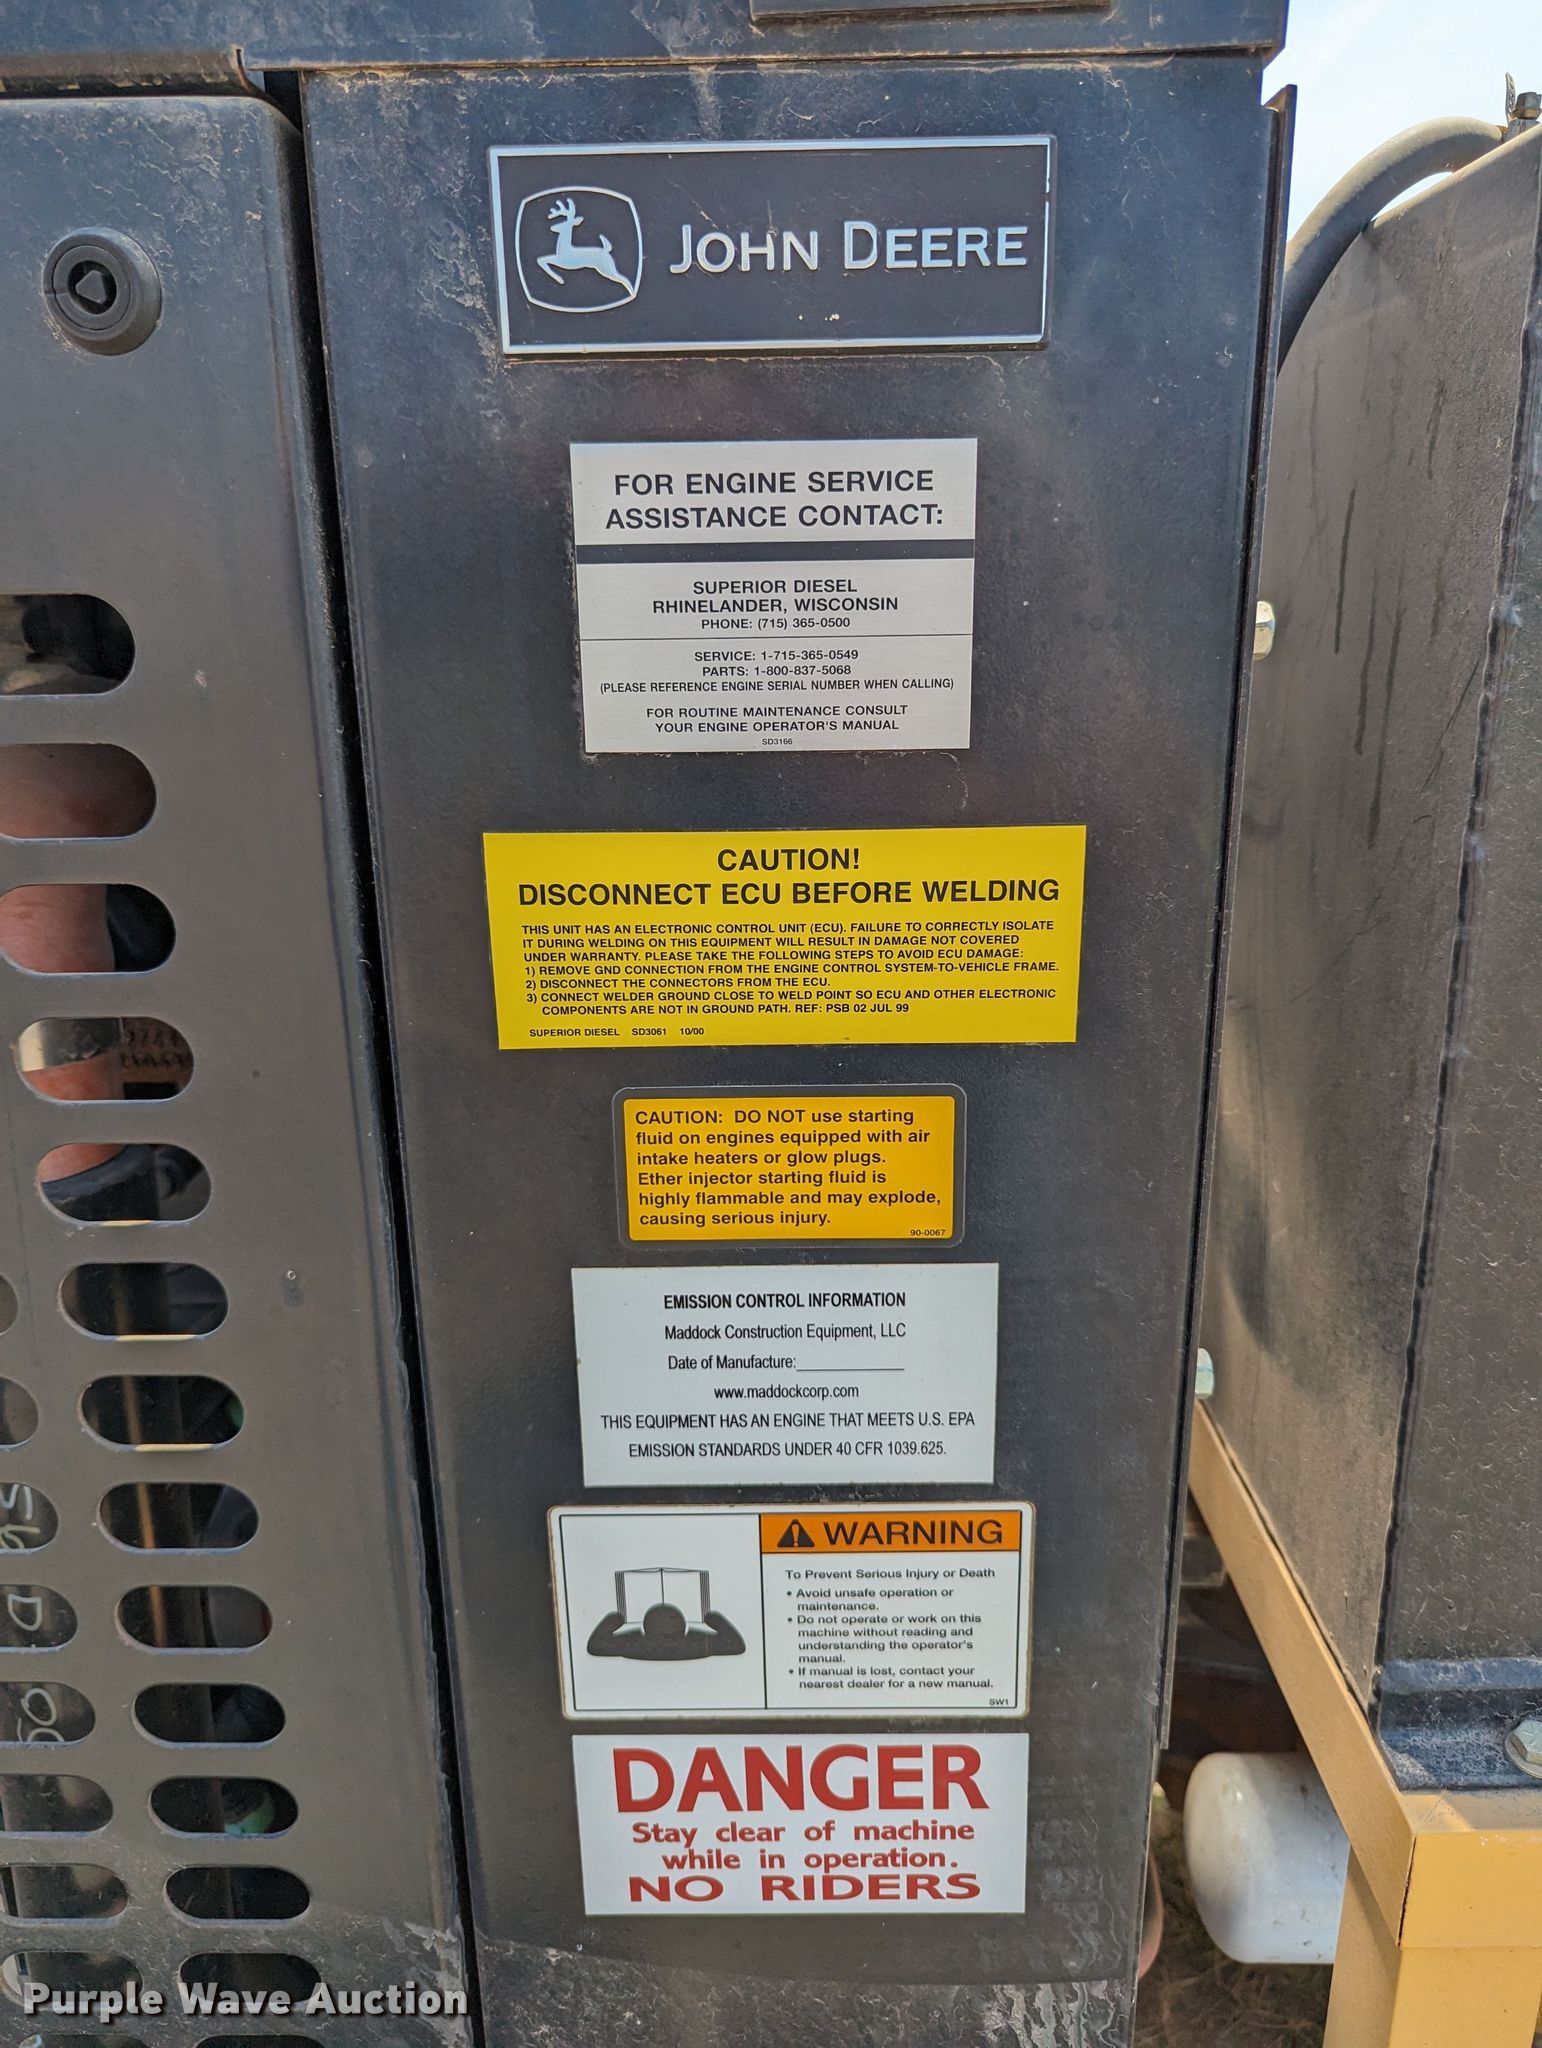 JOHN DEERE
FOR ENGINE SERVICE
ASSISTANCE CONTACT:
SUPERIOR DIESEL
RHINELANDER, WISCONSIN
PHONE: (715) 365-0500
SERVICE: 1-715-365-0549
PARTS: 1-800-837-5068
(PLEASE REFERENCE ENGINE SERIAL NUMBER WHEN CALLING)
FOR ROUTINE MAINTENANCE CONSULT
YOUR ENGINE OPERATOR'S MANUAL
SD3166
CAUTION!
DISCONNECT ECU BEFORE WELDING
THIS UNIT HAS AN ELECTRONIC CONTROL UNIT (ECU). FAILURE TO CORRECTLY ISOLATE
IT DURING WELDING ON THIS EQUIPMENT WILL RESULT IN DAMAGE NOT COVERED
UNDER WARRANTY. PLEASE TAKE THE FOLLOWING STEPS TO AVOID ECU DAMAGE:
1) REMOVE GND CONNECTION FROM THE ENGINE CONTROL SYSTEM-TO-VEHICLE FRAME.
2) DISCONNECT THE CONNECTORS FROM THE ECU.
3) CONNECT WELDER GROUND CLOSE TO WELD POINT SO ECU AND OTHER ELECTRONIC
COMPONENTS ARE NOT IN GROUND PATH. REF: PSB 02 JUL 99
SUPERIOR DIESEL SD3061 10/00
CAUTION: DO NOT use starting
fluid on engines equipped with air
intake heaters or glow plugs.
Ether injector starting fluid is
highly flammable and may explode,
causing serious injury.
90-0067
EMISSION CONTROL INFORMATION
Maddock Construction Equipment, LLC
Date of Manufacture:______________
www.maddockcorp.com
THIS EQUIPMENT HAS AN ENGINE THAT MEETS U.S. EPA
EMISSION STANDARDS UNDER 40 CFR 1039.625.
WARNING
To Prevent Serious Injury or Death
• Avoid unsafe operation or
maintenance.
• Do not operate or work on this
machine without reading and
understanding the operator's
manual.
• If manual is lost, contact your
nearest dealer for a new manual.
SW1
DANGER
Stay clear of machine
while in operation.
NO RIDERS
Purple Wave Auction